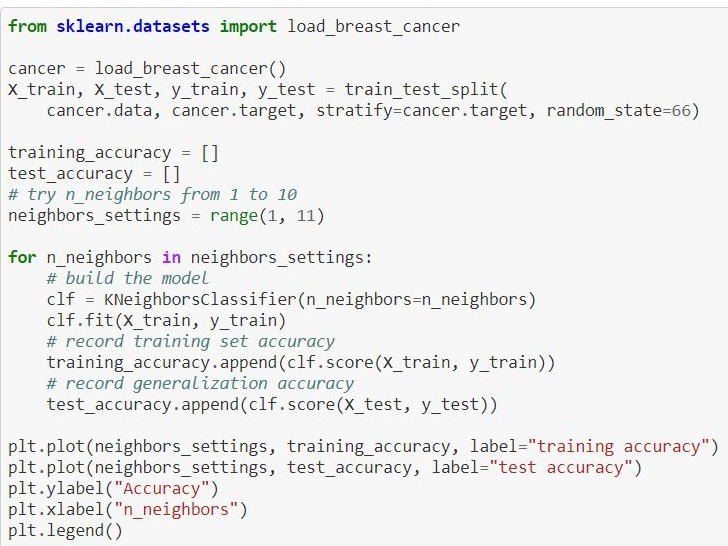 from sklearn.datasets import load_breast_cancer

cancer = load_breast_cancer()
X_train, X_test, y_train, y_test = train_test_split(
    cancer.data, cancer.target, stratify=cancer.target, random_state=66)

training_accuracy = []
test_accuracy = []
# try n_neighbors from 1 to 10
neighbors_settings = range(1, 11)

for n_neighbors in neighbors_settings:
    # build the model
    clf = KNeighborsClassifier(n_neighbors=n_neighbors)
    clf.fit(X_train, y_train)
    # record training set accuracy
    training_accuracy.append(clf.score(X_train, y_train))
    # record generalization accuracy
    test_accuracy.append(clf.score(X_test, y_test))

plt.plot(neighbors_settings, training_accuracy, label="training accuracy")
plt.plot(neighbors_settings, test_accuracy, label="test accuracy")
plt.ylabel("Accuracy")
plt.xlabel("n_neighbors")
plt.legend()